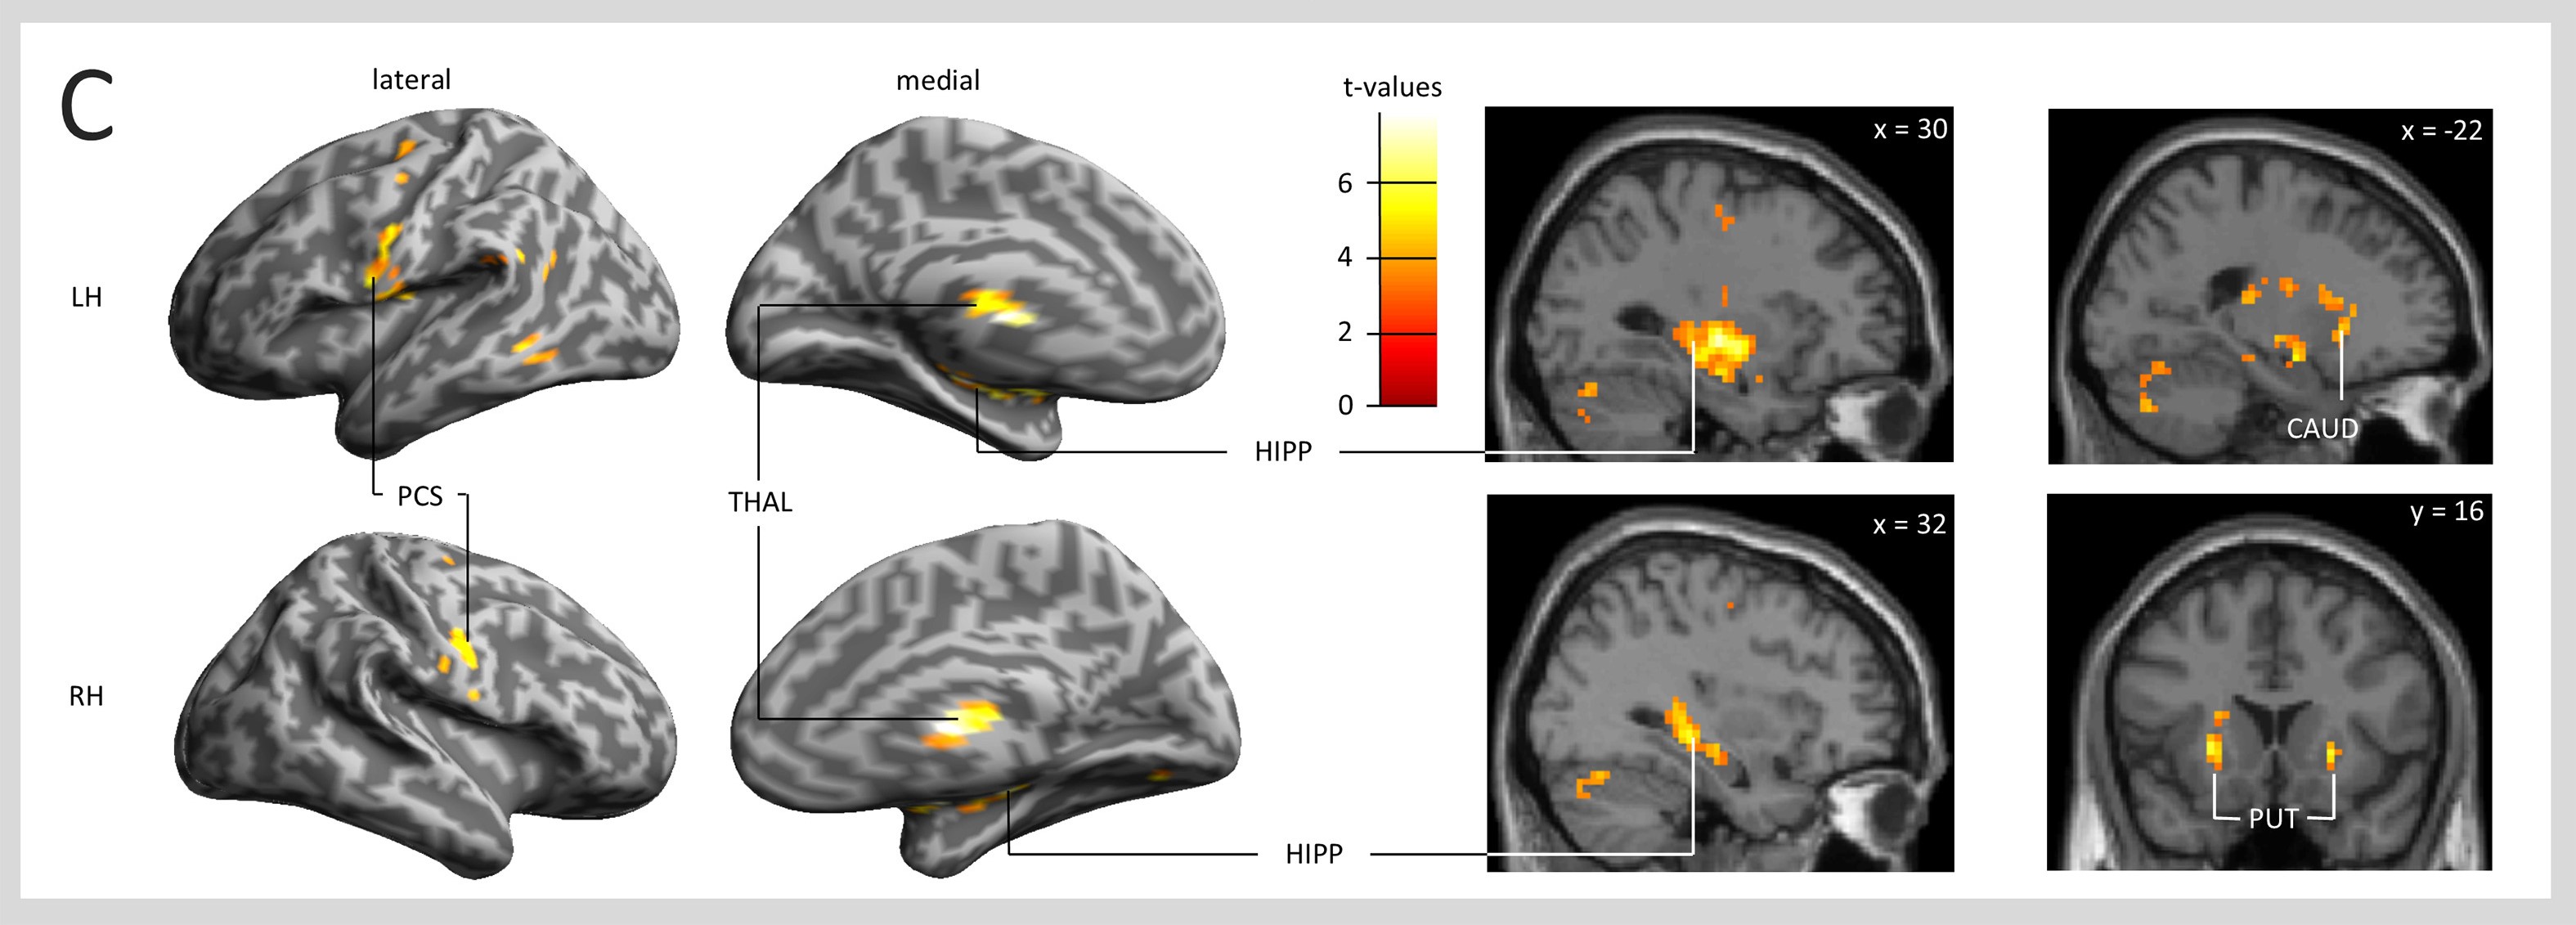 C
lateral
medial
t-values
6
4
2
0
x = 30
x = -22
LH
CAUD
HIPP
PCS
THAL
x = 32
y = 16
RH
PUT
HIPP